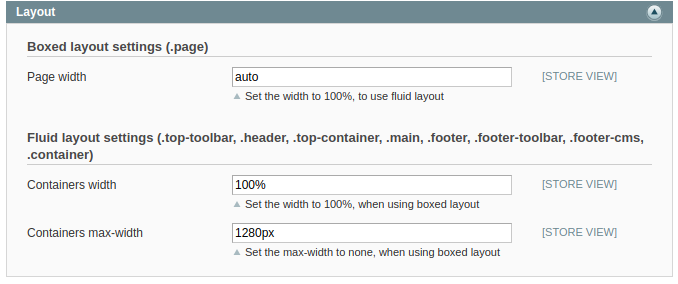 Layout
Boxed layout settings (.page)
Page width auto [STORE VIEW]
Set the width to 100%, to use fluid layout
Fluid layout settings (.top-toolbar, .header, .top-container, .main, .footer, .footer-toolbar, .footer-cms,
.container)
Containers width 100% [STORE VIEW]
Set the width to 100%, when using boxed layout
Containers max-width 1280px [STORE VIEW]
Set the max-width to none, when using boxed layout